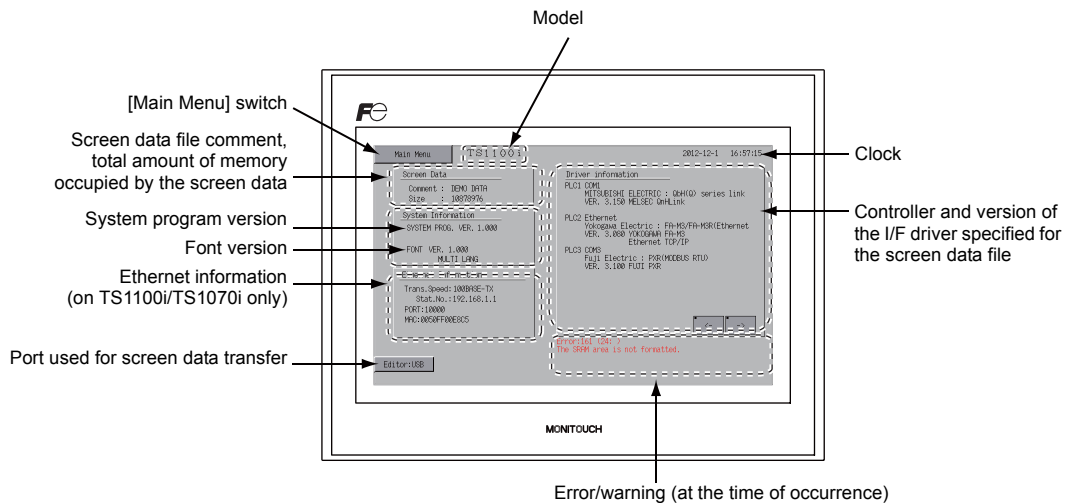 Model
[Main Menu] switch
Screen data file comment,
total amount of memory
occupied by the screen data
System program version
Font version
Ethernet information
(on TS1100i/TS1070i only)
Port used for screen data transfer
Fe
Main Menu
TS1100i
2012-12-1 16:57:15
Screen Data
Comment : DEMO DATA
Size : 10878976
System Information
SYSTEM PROG. VER. 1.000
FONT VER. 1.000
MULTI LANG
Trans.Speed:100BASE-TX
Stat.No.:192.168.1.1
PORT:10000
MAC:0050FF00E8C5
Editor:USB
Driver information
PLC1 COM1
MITSUBISHI ELECTRIC : QnH(Q) series link
VER. 3.150 MELSEC QnHLink
PLC2 Ethernet
Yokogawa Electric : FA-M3/FA-M3R(Ethernet
VER. 3.080 YOKOGAWA FA-M3
Ethernet TCP/IP
PLC3 COM3
Fuji Electric : PXR(MODBUS RTU)
VER. 3.100 FUJI PXR
<- ->
Error:161 (24: )
The SRAM area is not formatted.
MONITOUCH
Clock
Controller and version of
the I/F driver specified for
the screen data file
Error/warning (at the time of occurrence)